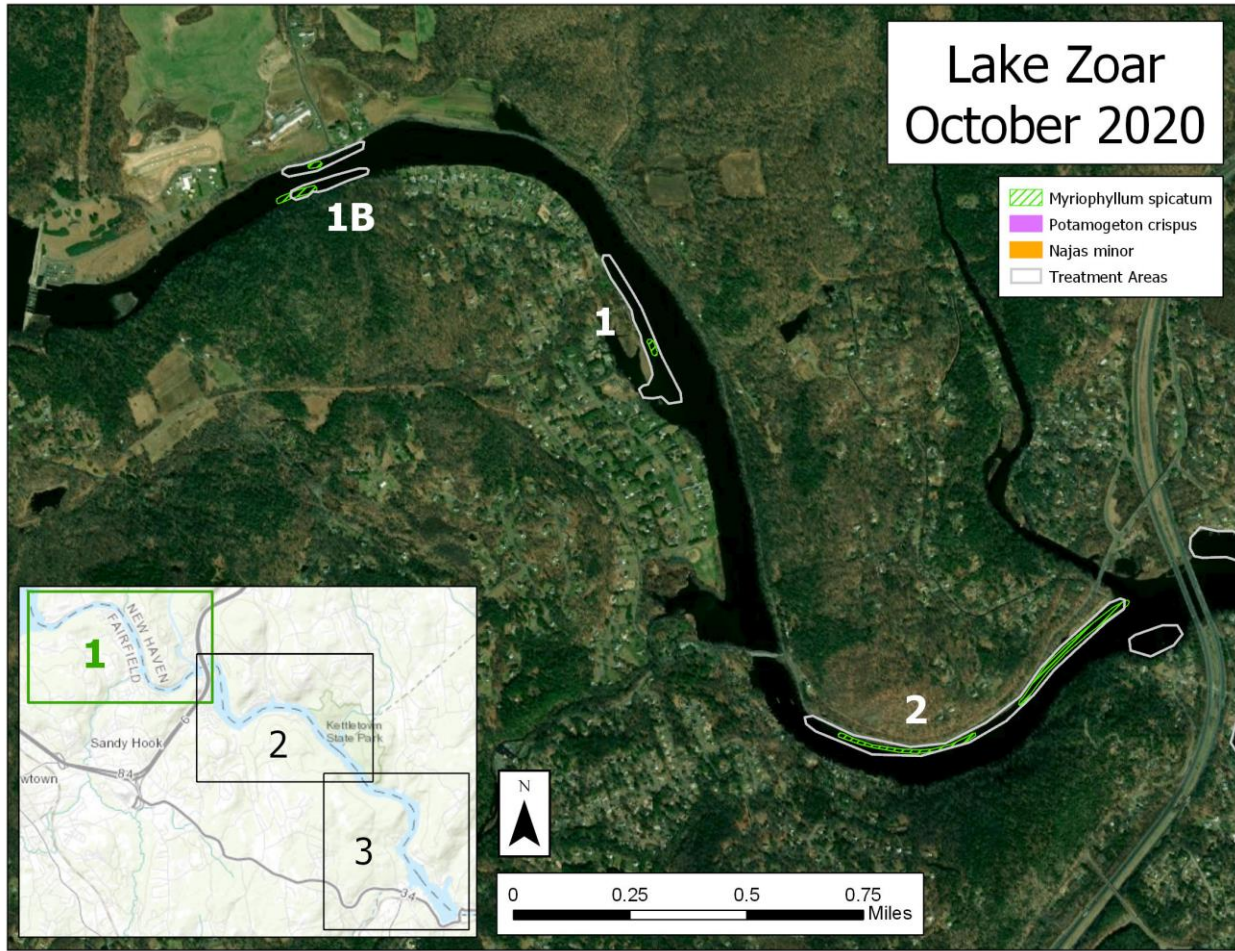 Lake Zoar
October 2020
Myriophyllum spicatum
Potamogeton crispus
Najas minor
Treatment Areas
1B
1
2
1
NEW HAVEN
FAIRFIELD
6
2
Kettletown
State Park
Sandy Hook
wtown
84
3
34
N
0 0.25 0.5 0.75
Miles